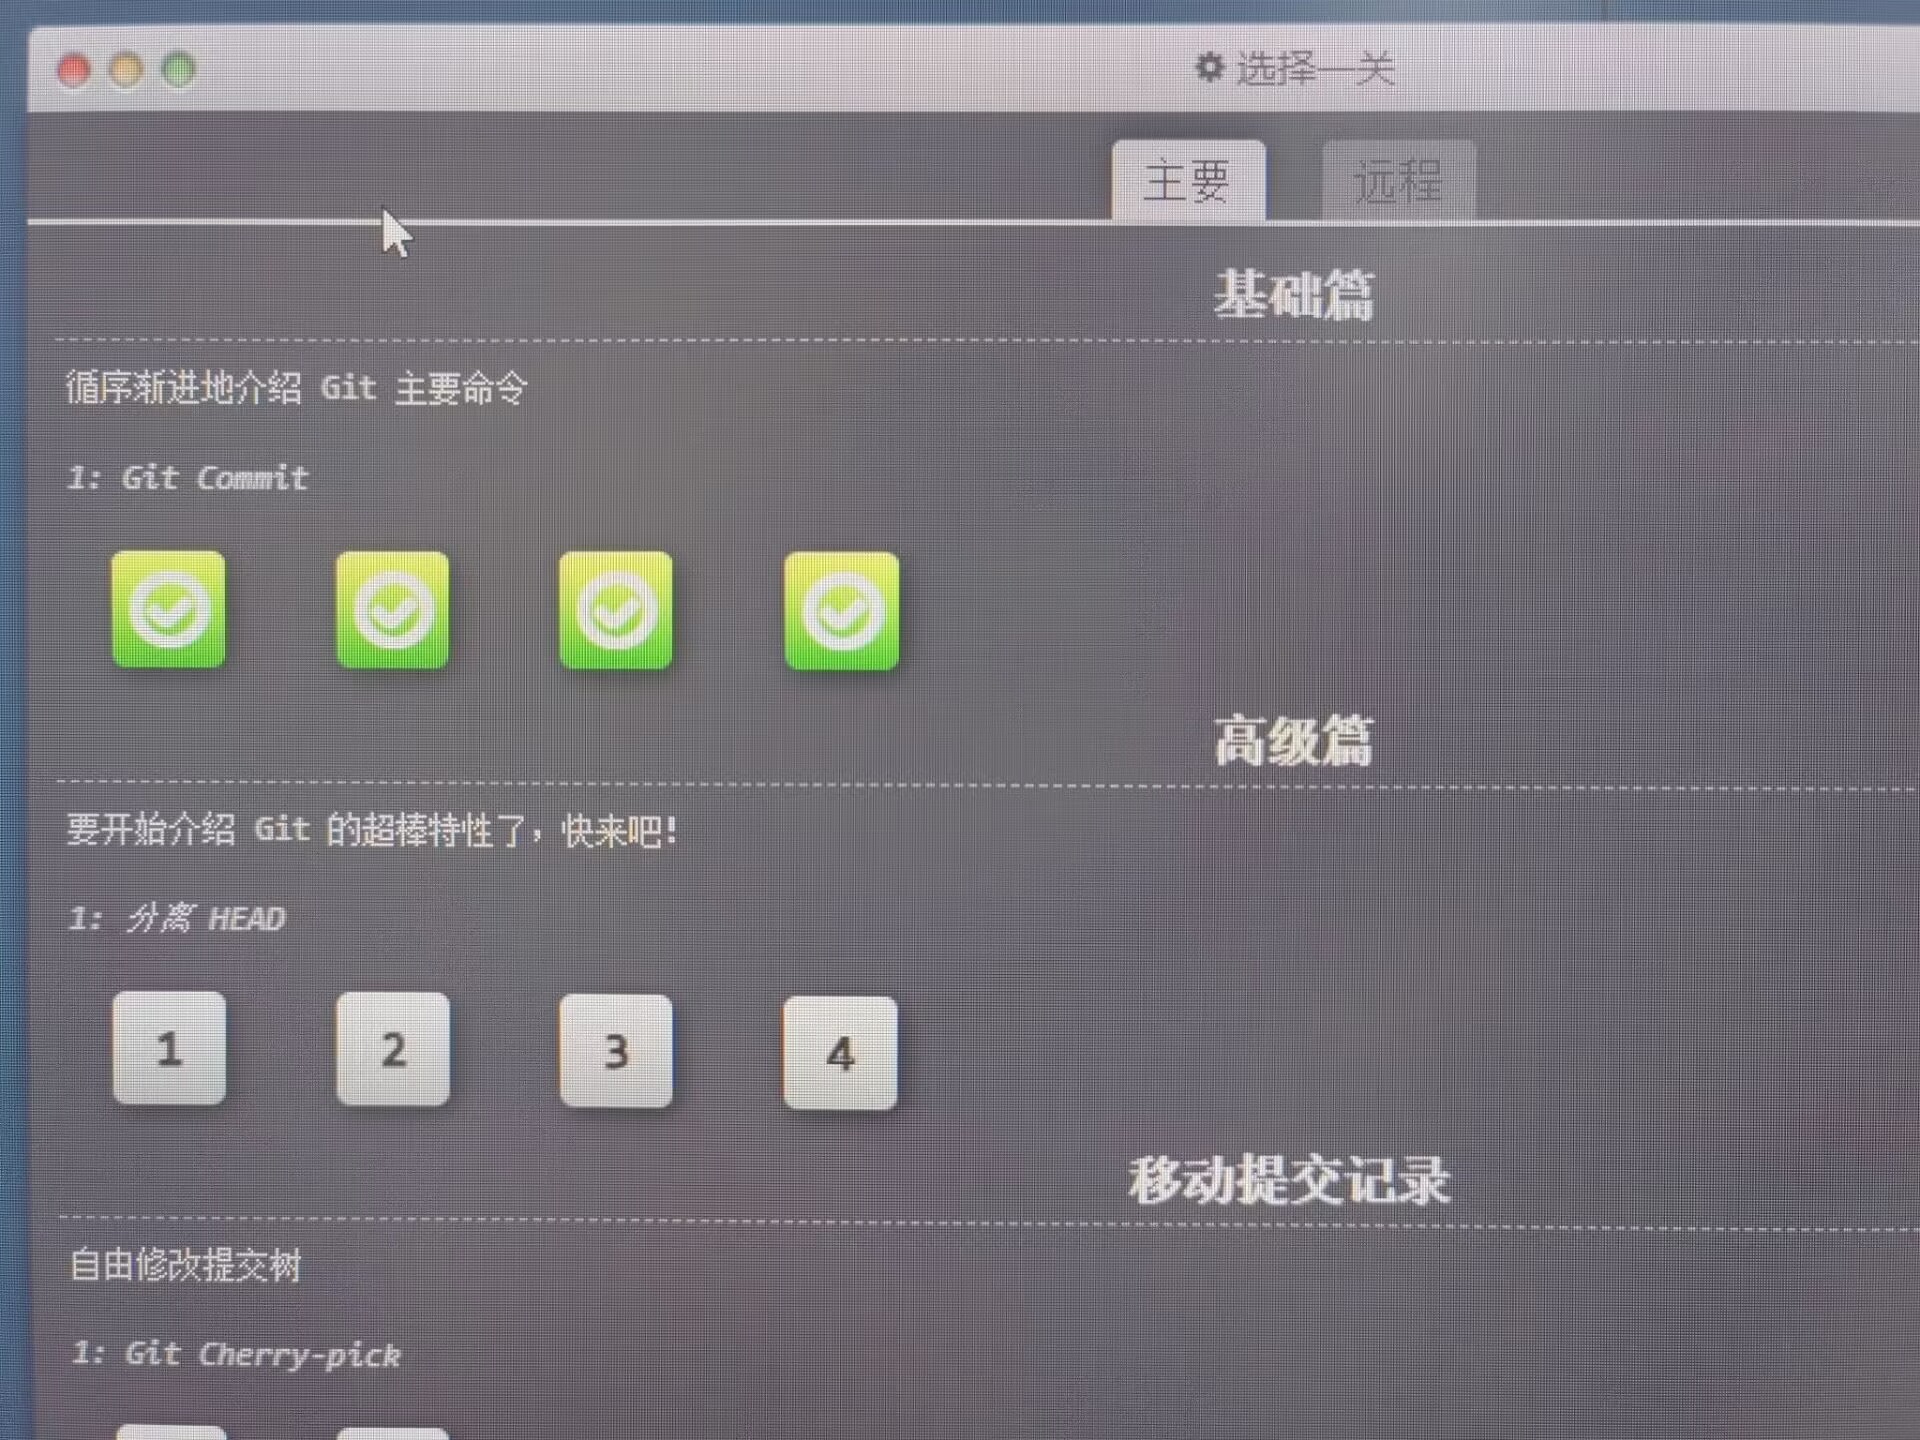 选择一关
主要
远程
基础篇
循序渐进地介绍 Git 主要命令
1: Git Commit
高级篇
要开始介绍 Git 的超棒特性了，快来吧!
1: 分离 HEAD
1
2
3
4
移动提交记录
自由修改提交树
1: Git Cherry-pick